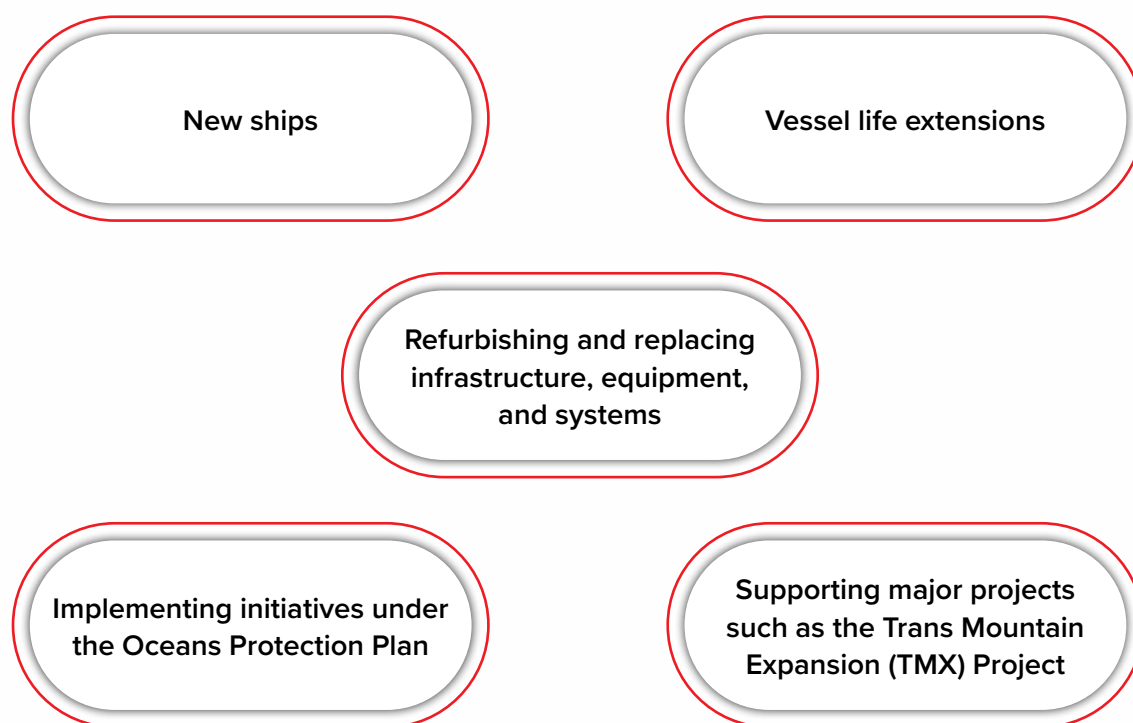 New ships
Vessel life extensions
Refurbishing and replacing
infrastructure, equipment,
and systems
Implementing initiatives under
the Oceans Protection Plan
Supporting major projects
such as the Trans Mountain
Expansion (TMX) Project